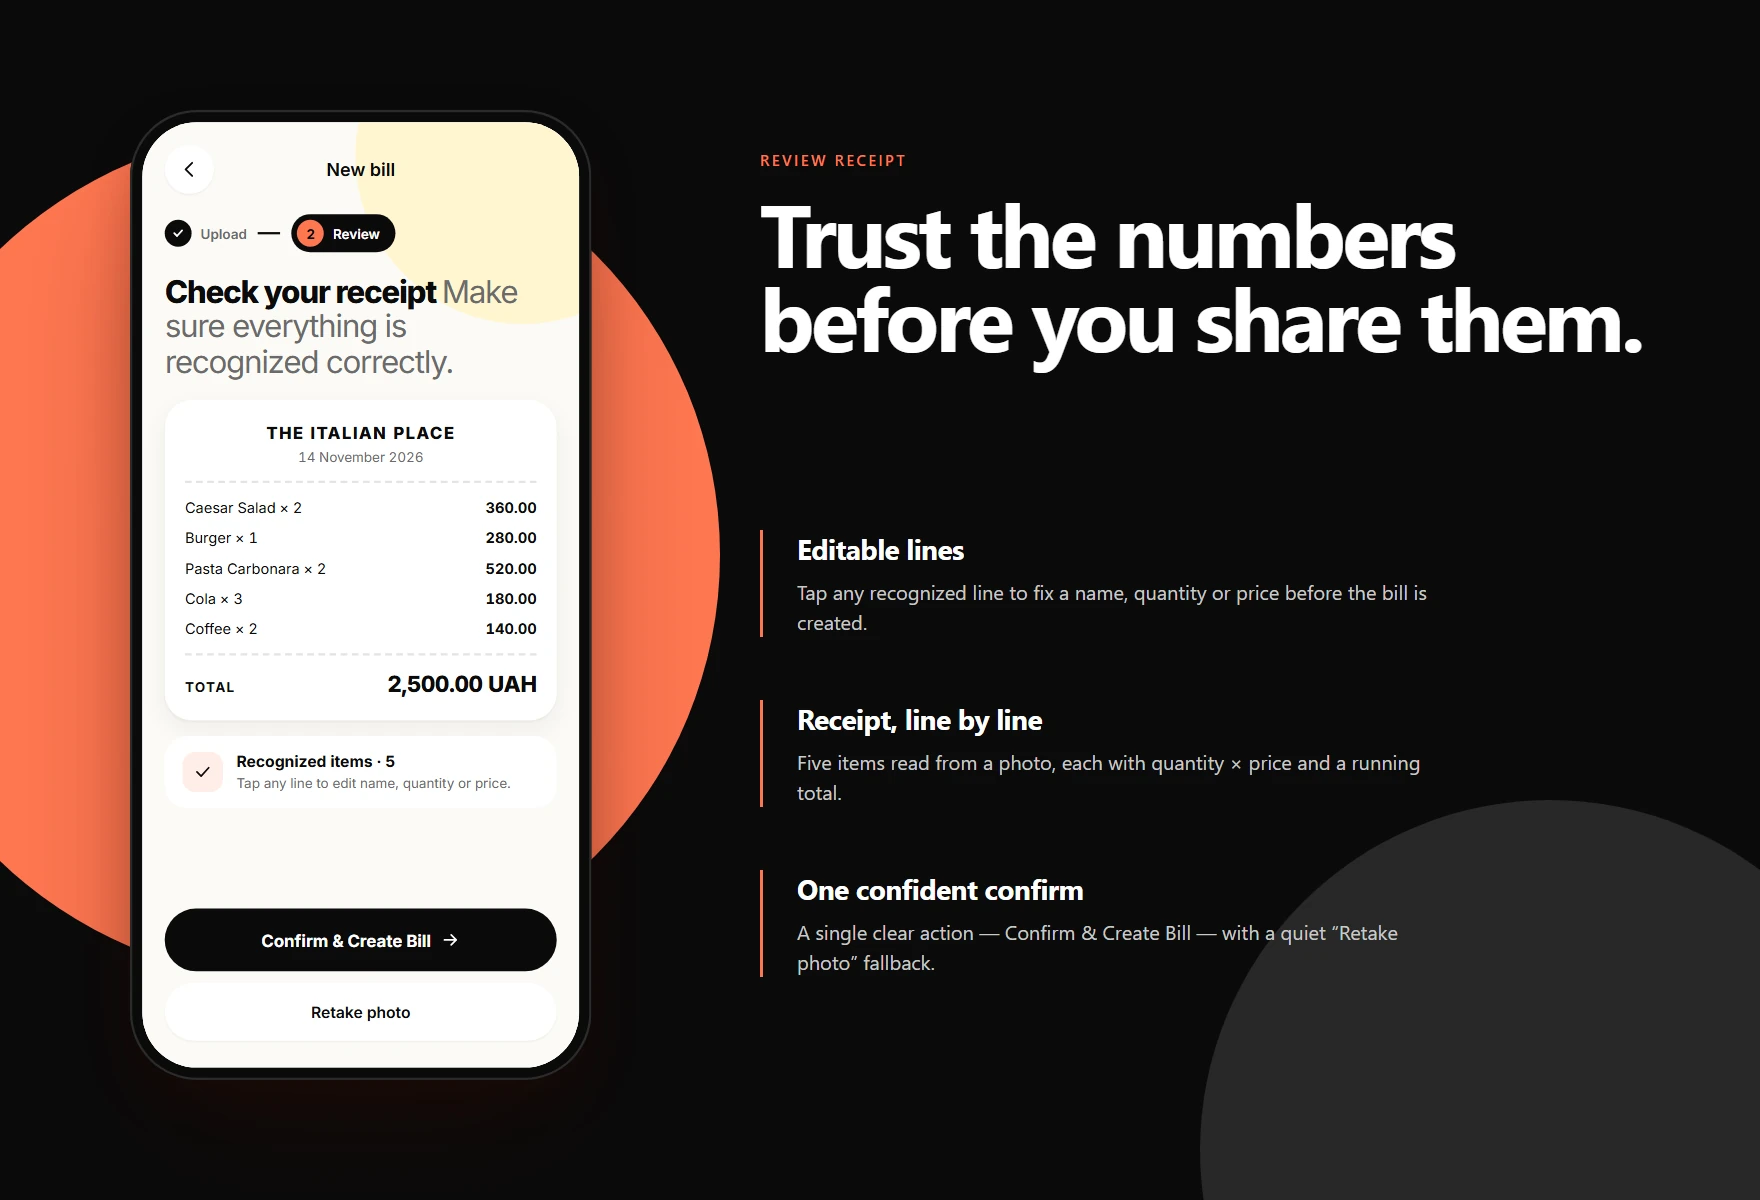 New bill
Upload
2 Review
Check your receipt Make
sure everything is
recognized correctly.
THE ITALIAN PLACE
14 November 2026
Caesar Salad × 2 360.00
Burger × 1 280.00
Pasta Carbonara × 2 520.00
Cola × 3 180.00
Coffee × 2 140.00
TOTAL 2,500.00 UAH
Recognized items · 5
Tap any line to edit name, quantity or price.
Confirm & Create Bill →
Retake photo
REVIEW RECEIPT
Trust the numbers
before you share them.
Editable lines
Tap any recognized line to fix a name, quantity or price before the bill is
created.
Receipt, line by line
Five items read from a photo, each with quantity × price and a running
total.
One confident confirm
A single clear action — Confirm & Create Bill — with a quiet “Retake
photo” fallback.